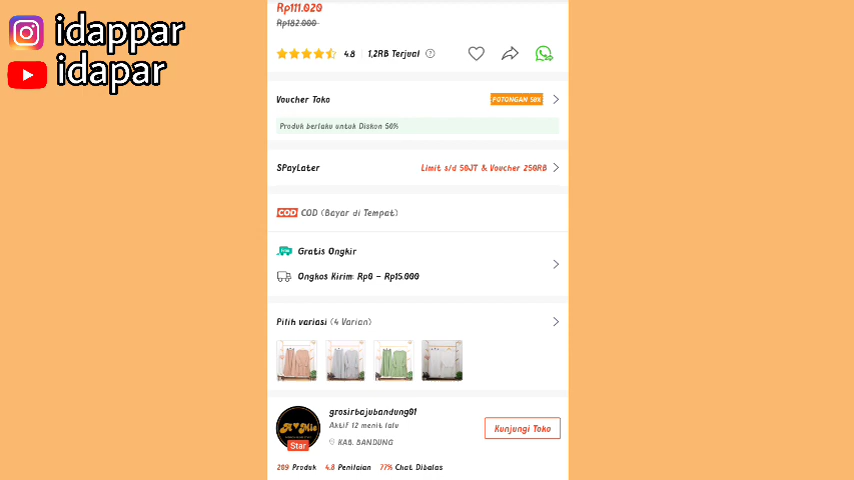 idappar
idapar
Rp111.020
Rp182.000
4.8 1,2RB Terjual
Voucher Toko
POTONGAN 50%
Produk berlaku untuk Diskon 50%
SPayLater
Limit s/d 50JT & Voucher 250RB
COD COD (Bayar di Tempat)
Gratis Ongkir
Ongkos Kirim: Rp0 - Rp15.000
Pilih variasi (4 Varian)
grosirbajubandung01
Aktif 12 menit lalu
KAB. BANDUNG
Star
Kunjungi Toko
209 Produk 4.8 Penilaian 77% Chat Dibalas